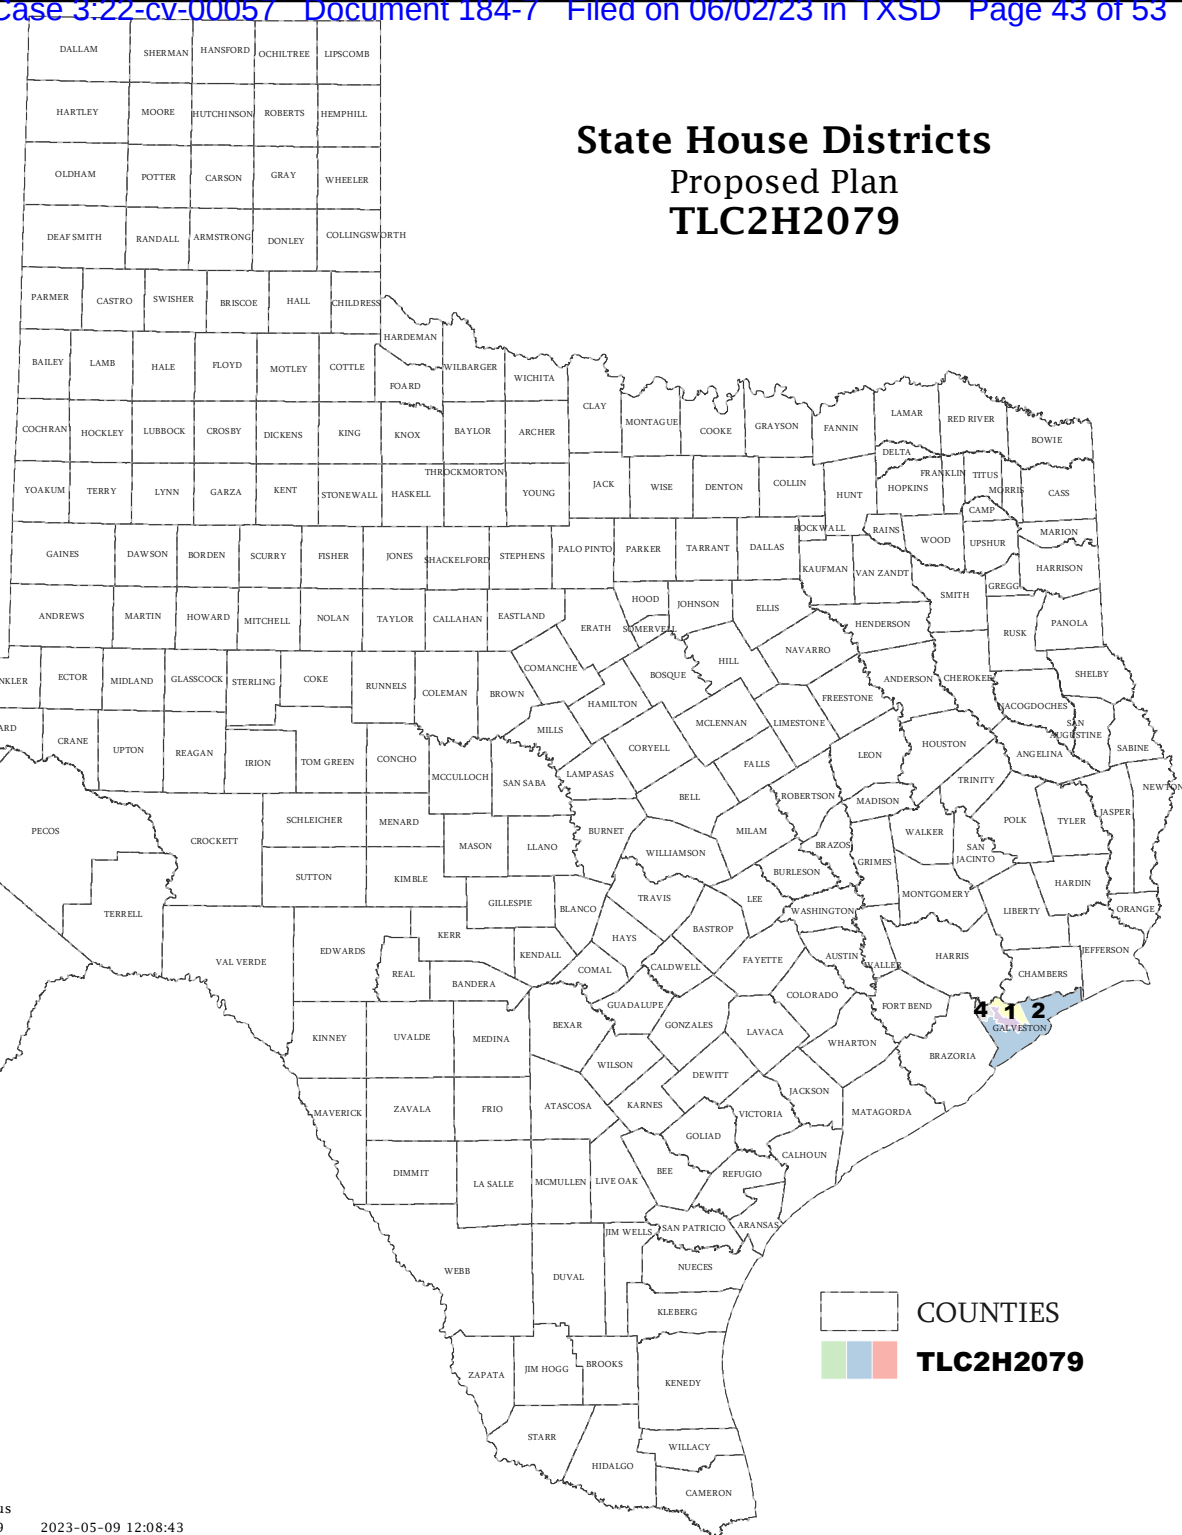 Case 3:22-cv-00057 Document 184-7 Filed on 06/02/23 in TXSD Page 43 of 53
State House Districts
Proposed Plan
TLC2H2079
DALLAM SHERMAN HANSFORD OCHILTREE LIPSCOMB
HARTLEY MOORE HUTCHINSON ROBERTS HEMPHILL
OLDHAM POTTER CARSON GRAY WHEELER
DEAF SMITH RANDALL ARMSTRONG DONLEY COLLINGSWORTH
PARMER CASTRO SWISHER BRISCOE HALL CHILDRESS
HARDEMAN
BAILEY LAMB HALE FLOYD MOTLEY COTTLE FOARD WILBARGER WICHITA
CLAY MONTAGUE COOKE GRAYSON FANNIN LAMAR RED RIVER BOWIE
COCHRAN HOCKLEY LUBBOCK CROSBY DICKENS KING KNOX BAYLOR ARCHER
DELTA
YOAKUM TERRY LYNN GARZA KENT STONEWALL HASKELL THROCKMORTON YOUNG JACK WISE DENTON COLLIN HUNT HOPKINS FRANKLIN TITUS MORRIS CASS
CAMP
GAINES DAWSON BORDEN SCURRY FISHER JONES SHACKELFORD STEPHENS PALO PINTO PARKER TARRANT DALLAS ROCKWALL RAINS WOOD UPSHUR MARION
KAUFMAN VAN ZANDT HARRISON
GREGG
SMITH
ANDREWS MARTIN HOWARD MITCHELL NOLAN TAYLOR CALLAHAN EASTLAND ERATH HOOD SOMERVELL JOHNSON ELLIS HENDERSON RUSK PANOLA
NAVARRO
NKLER ECTOR MIDLAND GLASSCOCK STERLING COKE RUNNELS COLEMAN BROWN COMANCHE BOSQUE HILL ANDERSON CHEROKEE SHELBY
HAMILTON FREESTONE NACOGDOCHES
ARD CRANE UPTON REAGAN IRION TOM GREEN CONCHO MILLS CORYELL MCLENNAN LIMESTONE SAN
AUGUSTINE
LEON HOUSTON ANGELINA SABINE
MCCULLOCH SAN SABA LAMPASAS FALLS TRINITY NEWTON
BELL ROBERTSON MADISON
PECOS CROCKETT SCHLEICHER MENARD BURNET MILAM WALKER POLK TYLER JASPER
MASON LLANO WILLIAMSON BRAZOS GRIMES SAN
JACINTO
SUTTON KIMBLE BURLESON MONTGOMERY HARDIN
TERRELL GILLESPIE BLANCO TRAVIS LEE WASHINGTON LIBERTY ORANGE
VAL VERDE EDWARDS KERR KENDALL HAYS BASTROP FAYETTE AUSTIN WALLER HARRIS JEFFERSON
REAL BANDERA COMAL CALDWELL CHAMBERS
COLORADO
GUADALUPE FORT BEND 4 1 2
GALVESTON
KINNEY UVALDE MEDINA BEXAR GONZALES LAVACA WHARTON BRAZORIA
WILSON DEWITT
MAVERICK ZAVALA FRIO ATASCOSA KARNES VICTORIA JACKSON MATAGORDA
GOLIAD
CALHOUN
DIMMIT LA SALLE MCMULLEN LIVE OAK BEE REFUGIO
JIM WELLS SAN PATRICIO ARANSAS
WEBB DUVAL NUECES
KLEBERG
ZAPATA JIM HOGG BROOKS KENEDY
STARR HIDALGO WILLACY
CAMERON
COUNTIES
TLC2H2079
us
9 2023-05-09 12:08:43